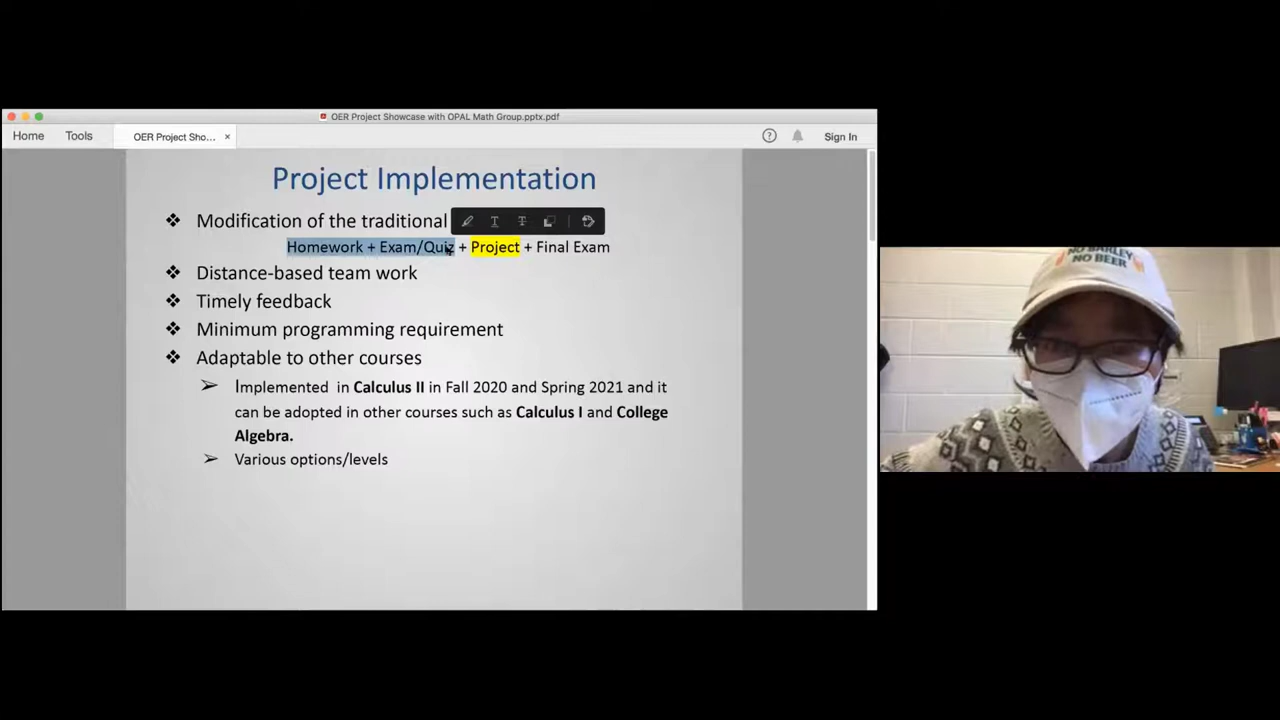 OER Project Showcase with OPAL Math Group.pptx.pdf
Home Tools OER Project Sho... × ? Sign In
Project Implementation
❖ Modification of the traditional
Homework + Exam/Quiz + Project + Final Exam
❖ Distance-based team work
❖ Timely feedback
❖ Minimum programming requirement
❖ Adaptable to other courses
➢ Implemented in Calculus II in Fall 2020 and Spring 2021 and it
can be adopted in other courses such as Calculus I and College
Algebra.
➢ Various options/levels
NO BARLEY
NO BEER